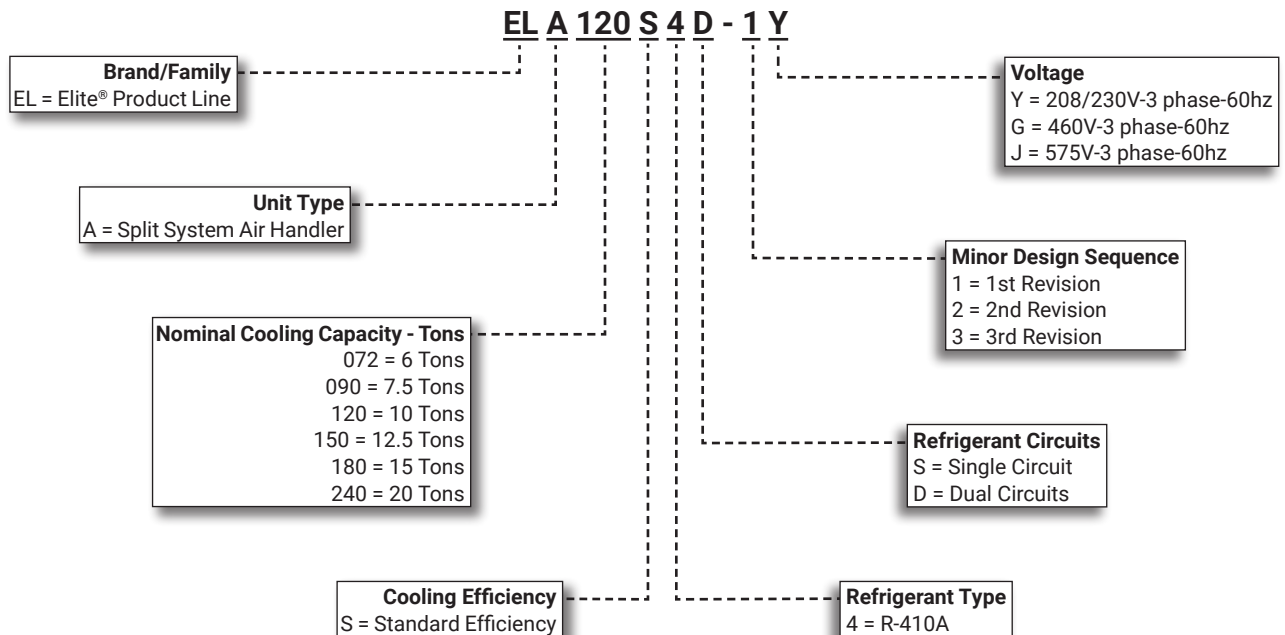 EL A 120 S 4 D - 1 Y
Brand/Family
EL = Elite® Product Line
Voltage
Y = 208/230V-3 phase-60hz
G = 460V-3 phase-60hz
J = 575V-3 phase-60hz
Unit Type
A = Split System Air Handler
Minor Design Sequence
1 = 1st Revision
2 = 2nd Revision
3 = 3rd Revision
Nominal Cooling Capacity - Tons
072 = 6 Tons
090 = 7.5 Tons
120 = 10 Tons
150 = 12.5 Tons
180 = 15 Tons
240 = 20 Tons
Refrigerant Circuits
S = Single Circuit
D = Dual Circuits
Cooling Efficiency
S = Standard Efficiency
Refrigerant Type
4 = R-410A